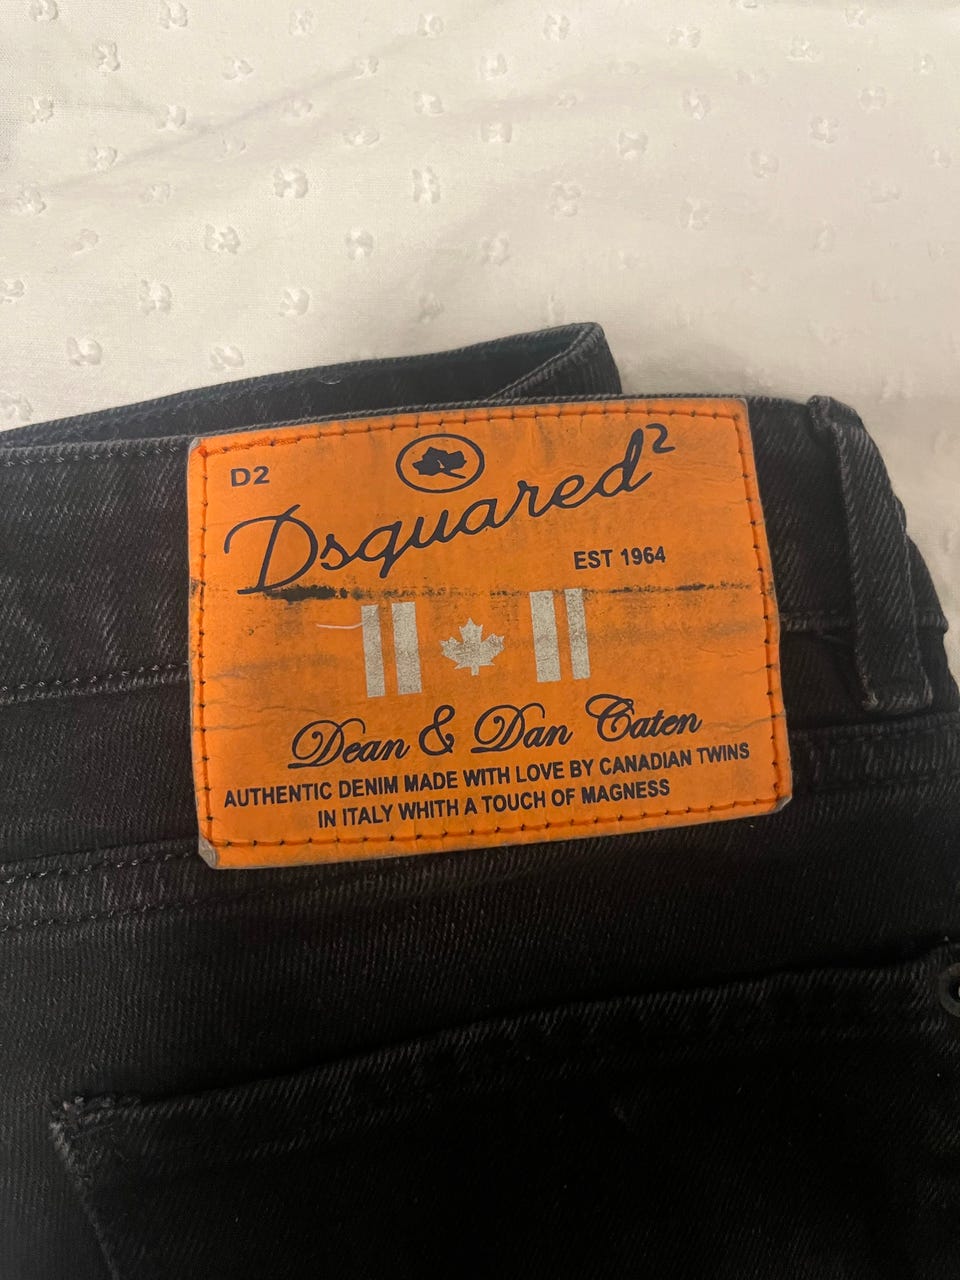 D2
Dsquared²
EST 1964
Dean & Dan Caten
AUTHENTIC DENIM MADE WITH LOVE BY CANADIAN TWINS
IN ITALY WHITH A TOUCH OF MAGNESS